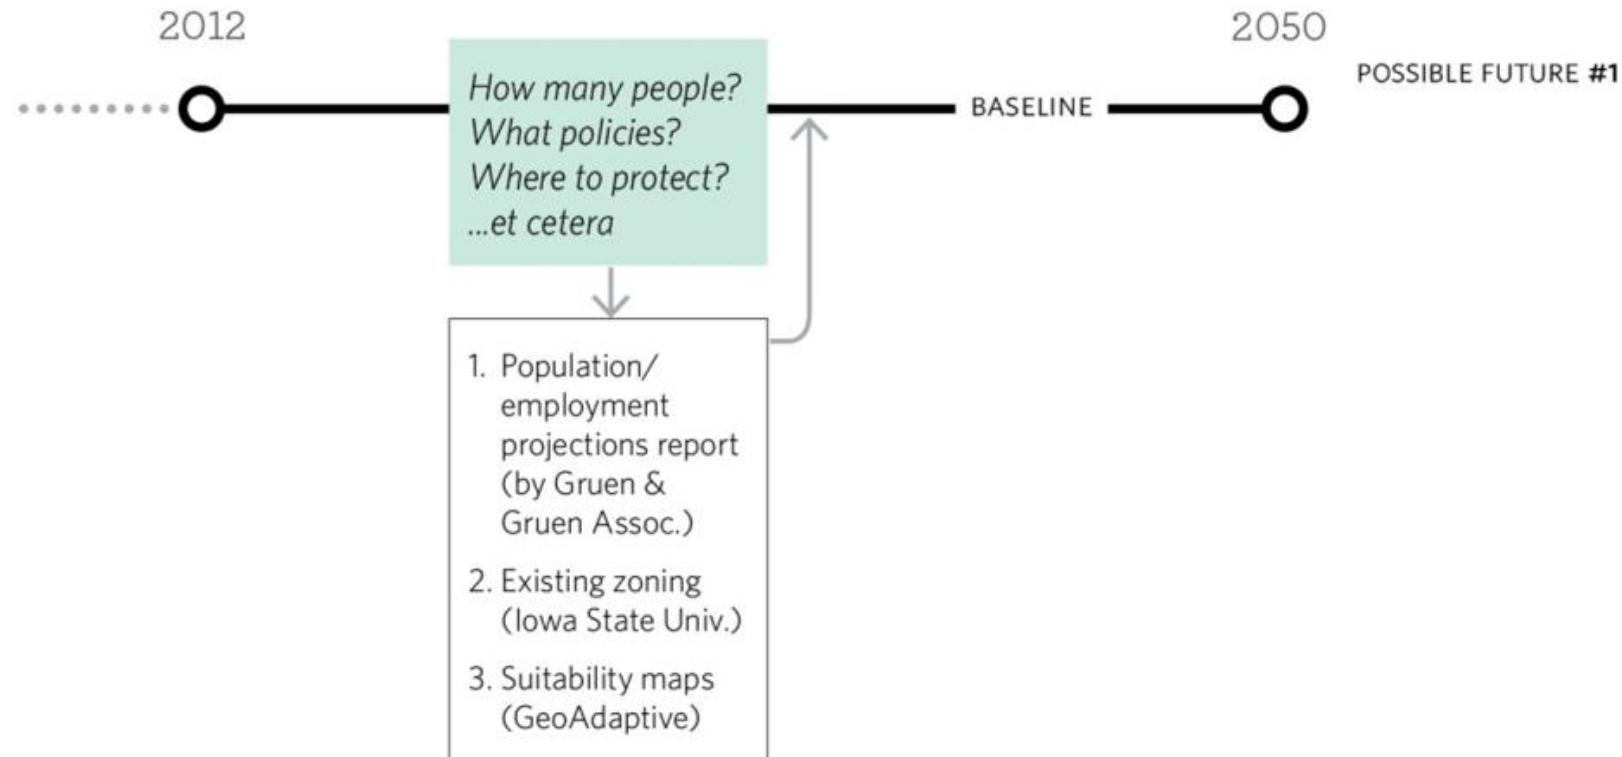 2012
2050
POSSIBLE FUTURE #1
How many people?
What policies?
Where to protect?
...et cetera
BASELINE
1. Population/
employment
projections report
(by Gruen &
Gruen Assoc.)
2. Existing zoning
(Iowa State Univ.)
3. Suitability maps
(GeoAdaptive)